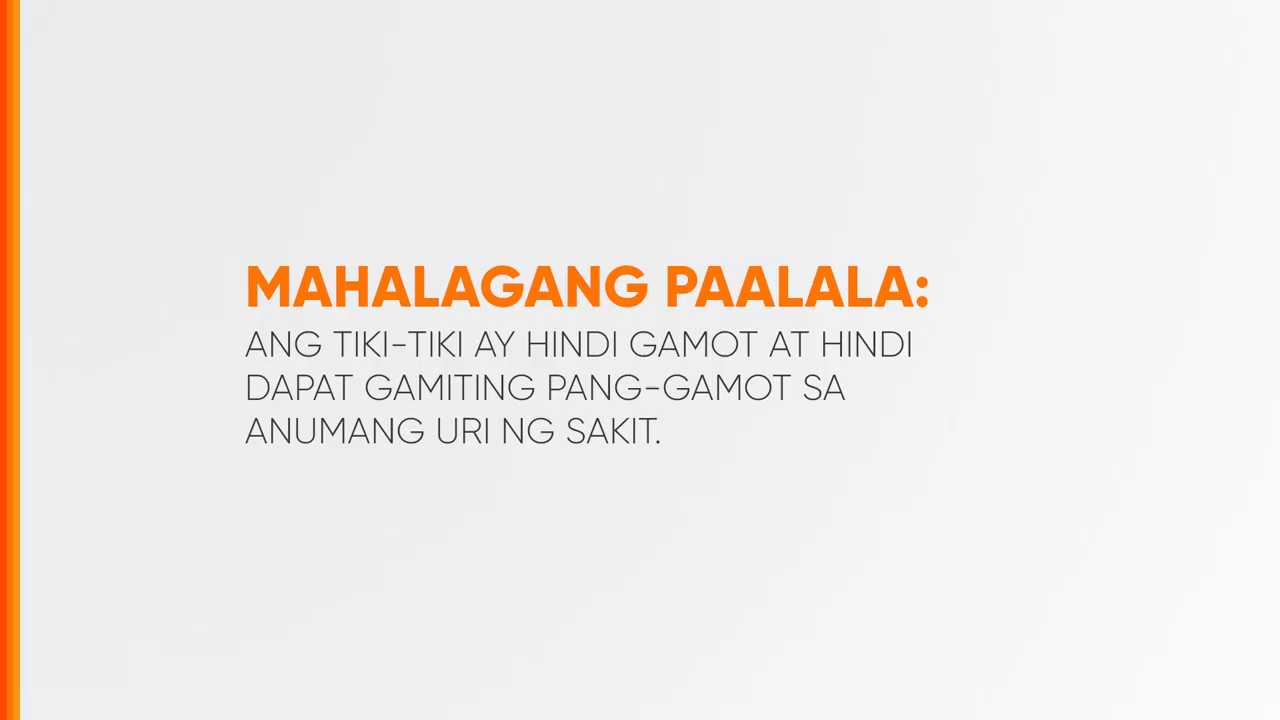 MAHALAGANG PAALALA:
ANG TIKI-TIKI AY HINDI GAMOT AT HINDI
DAPAT GAMITING PANG-GAMOT SA
ANUMANG URI NG SAKIT.